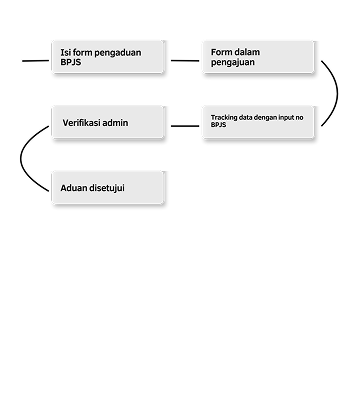 Isi form pengaduan
BPJS
Form dalam
pengajuan
Tracking data dengan input no
BPJS
Verifikasi admin
Aduan disetujui